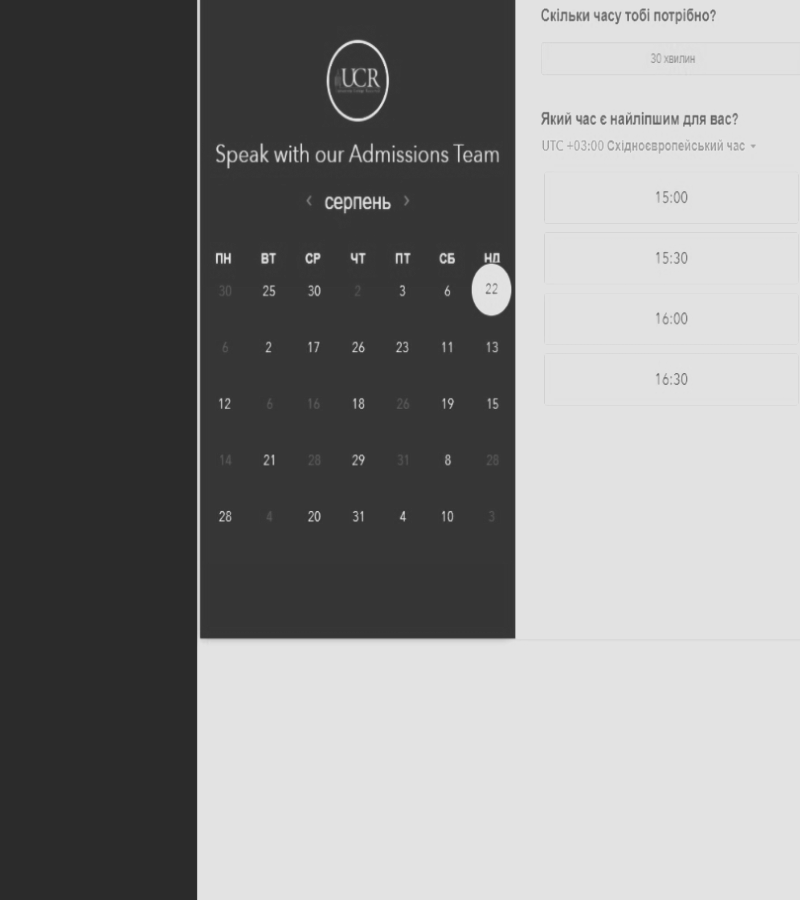 UCR
Speak with our Admissions Team
‹ серпень ›
ПН ВТ СР ЧТ ПТ СБ НД
30 25 30 2 3 6 22
6 2 17 26 23 11 13
12 6 16 18 26 19 15
14 21 28 29 31 8 28
28 4 20 31 4 10 3
Скільки часу тобі потрібно?
30 хвилин
Який час є найліпшим для вас?
UTC +03:00 Східноєвропейський час
15:00
15:30
16:00
16:30